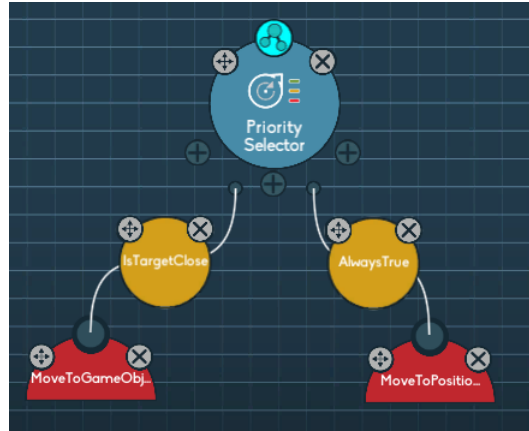 Priority
Selector
IsTargetClose
AlwaysTrue
MoveToGameObj...
MoveToPositio...